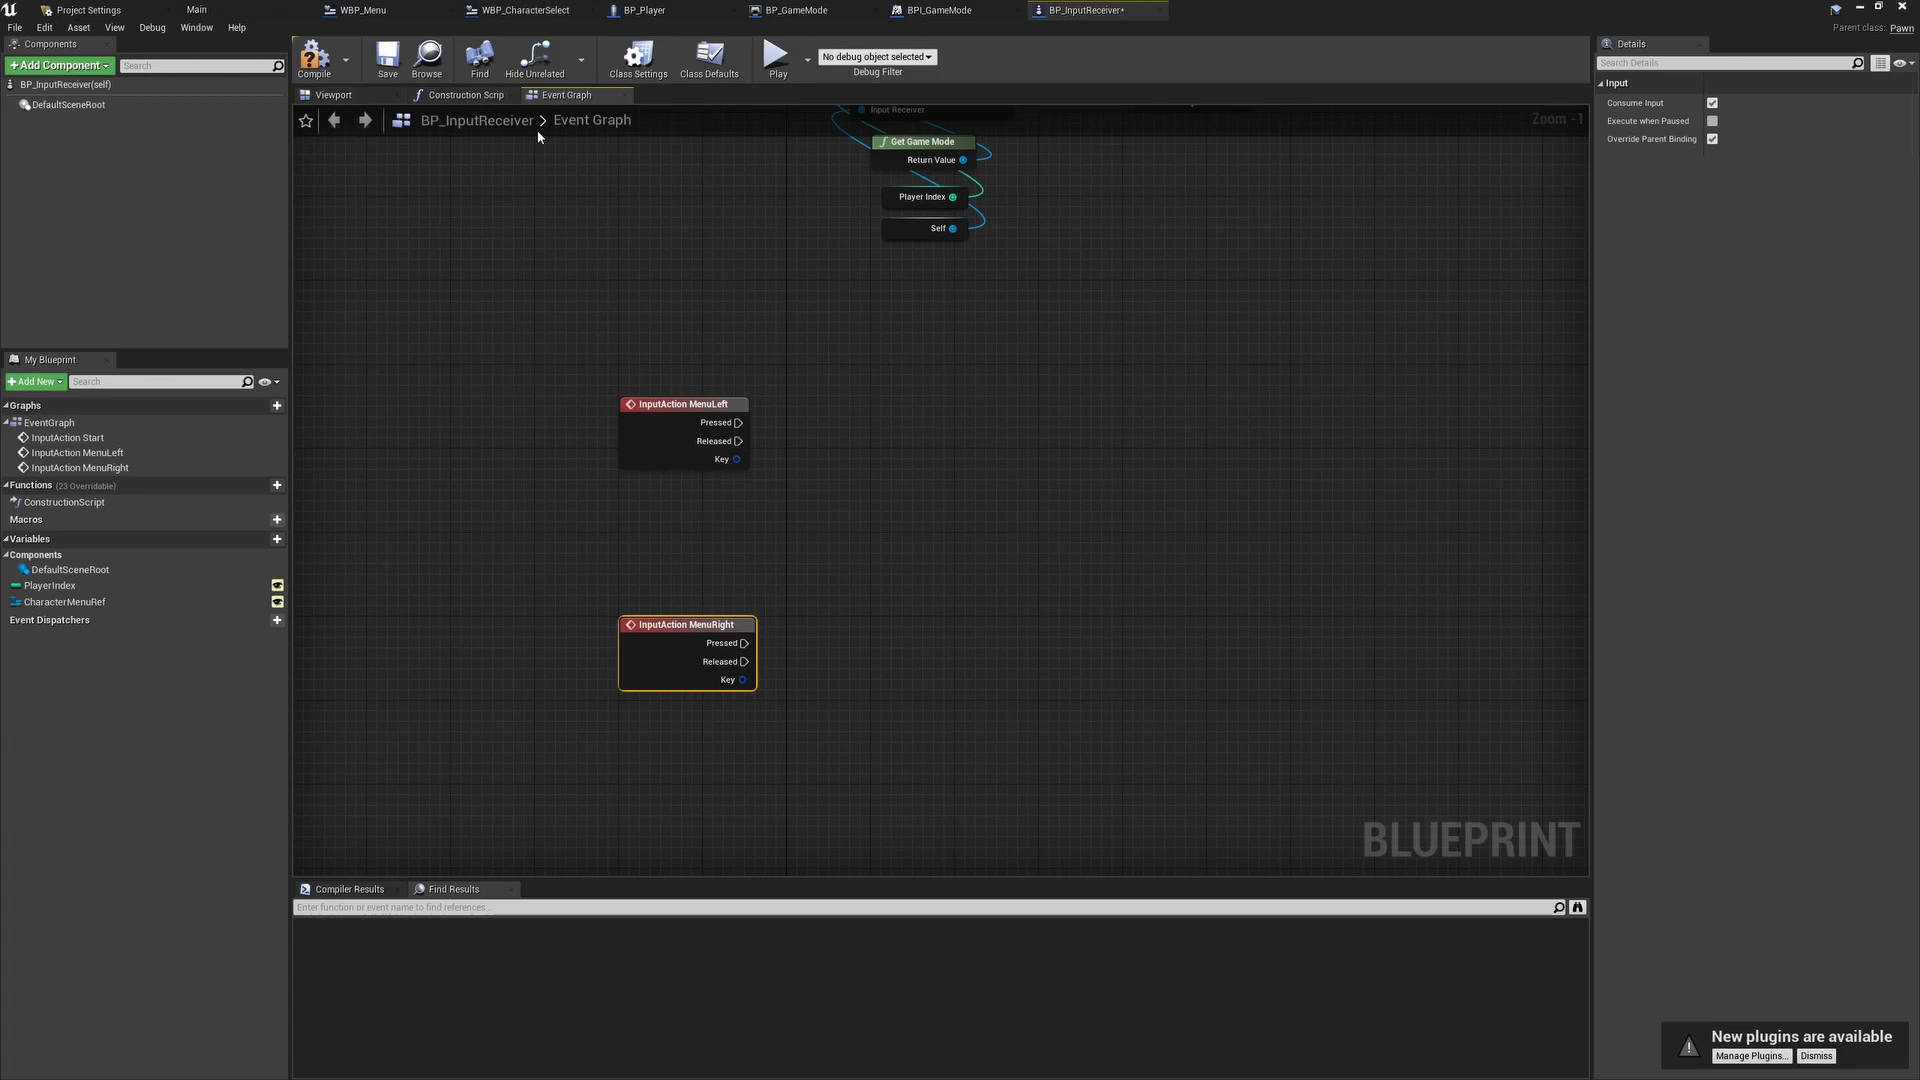 Project Settings
Main
WBP_Menu
WBP_CharacterSelect
BP_Player
BP_GameMode
BPI_GameMode
BP_InputReceiver*
File
Edit
Asset
View
Debug
Window
Help
Parent class: Pawn
Components
+Add Component
Search
BP_InputReceiver(self)
DefaultSceneRoot
Compile
Save
Browse
Find
Hide Unrelated
Class Settings
Class Defaults
Play
No debug object selected
Debug Filter
Viewport
Construction Scrip
Event Graph
BP_InputReceiver > Event Graph
Zoom -1
Input Receiver
Get Game Mode
Return Value
Player Index
Self
InputAction MenuLeft
Pressed
Released
Key
InputAction MenuRight
Pressed
Released
Key
BLUEPRINT
My Blueprint
+Add New
Search
Graphs
EventGraph
InputAction Start
InputAction MenuLeft
InputAction MenuRight
Functions (23 Overridable)
ConstructionScript
Macros
Variables
Components
DefaultSceneRoot
PlayerIndex
CharacterMenuRef
Event Dispatchers
Compiler Results
Find Results
Enter function or event name to find references...
Details
Search Details
Input
Consume Input
Execute when Paused
Override Parent Binding
New plugins are available
Manage Plugins...
Dismiss